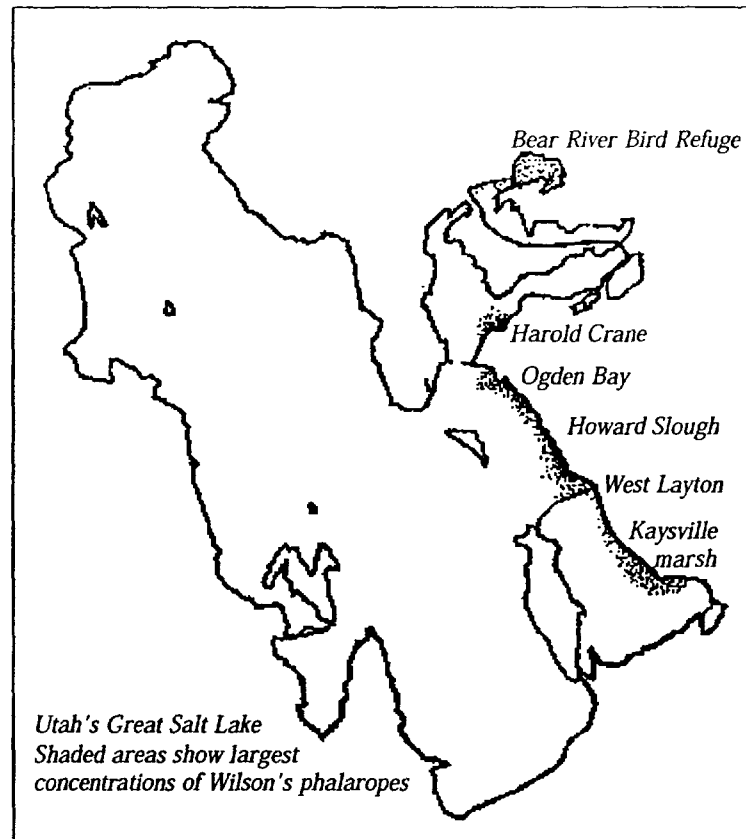 Bear River Bird Refuge
Harold Crane
Ogden Bay
Howard Slough
West Layton
Kaysville
marsh
Utah's Great Salt Lake
Shaded areas show largest
concentrations of Wilson's phalaropes